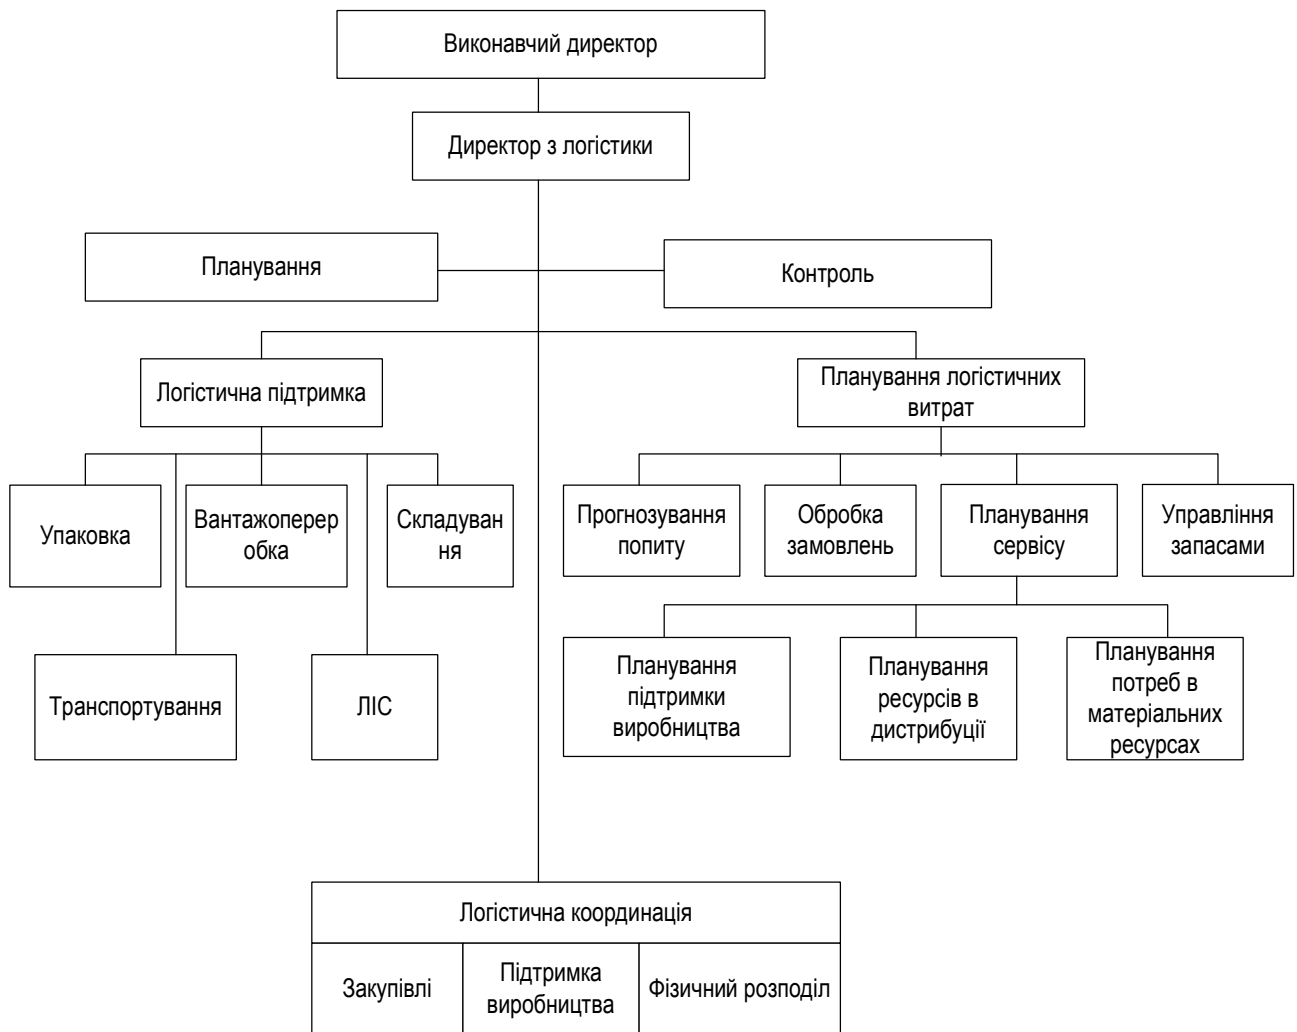 Виконавчий директор
Директор з логістики
Планування
Контроль
Логістична підтримка
Планування логістичних
витрат
Упаковка
Вантажоперер
обка
Складуван
ня
Прогнозування
попиту
Обробка
замовлень
Планування
сервісу
Управління
запасами
Транспортування
ЛІС
Планування
підтримки
виробництва
Планування
ресурсів в
дистрибуції
Планування
потреб в
матеріальних
ресурсах
Логістична координація
Закупівлі
Підтримка
виробництва
Фізичний розподіл